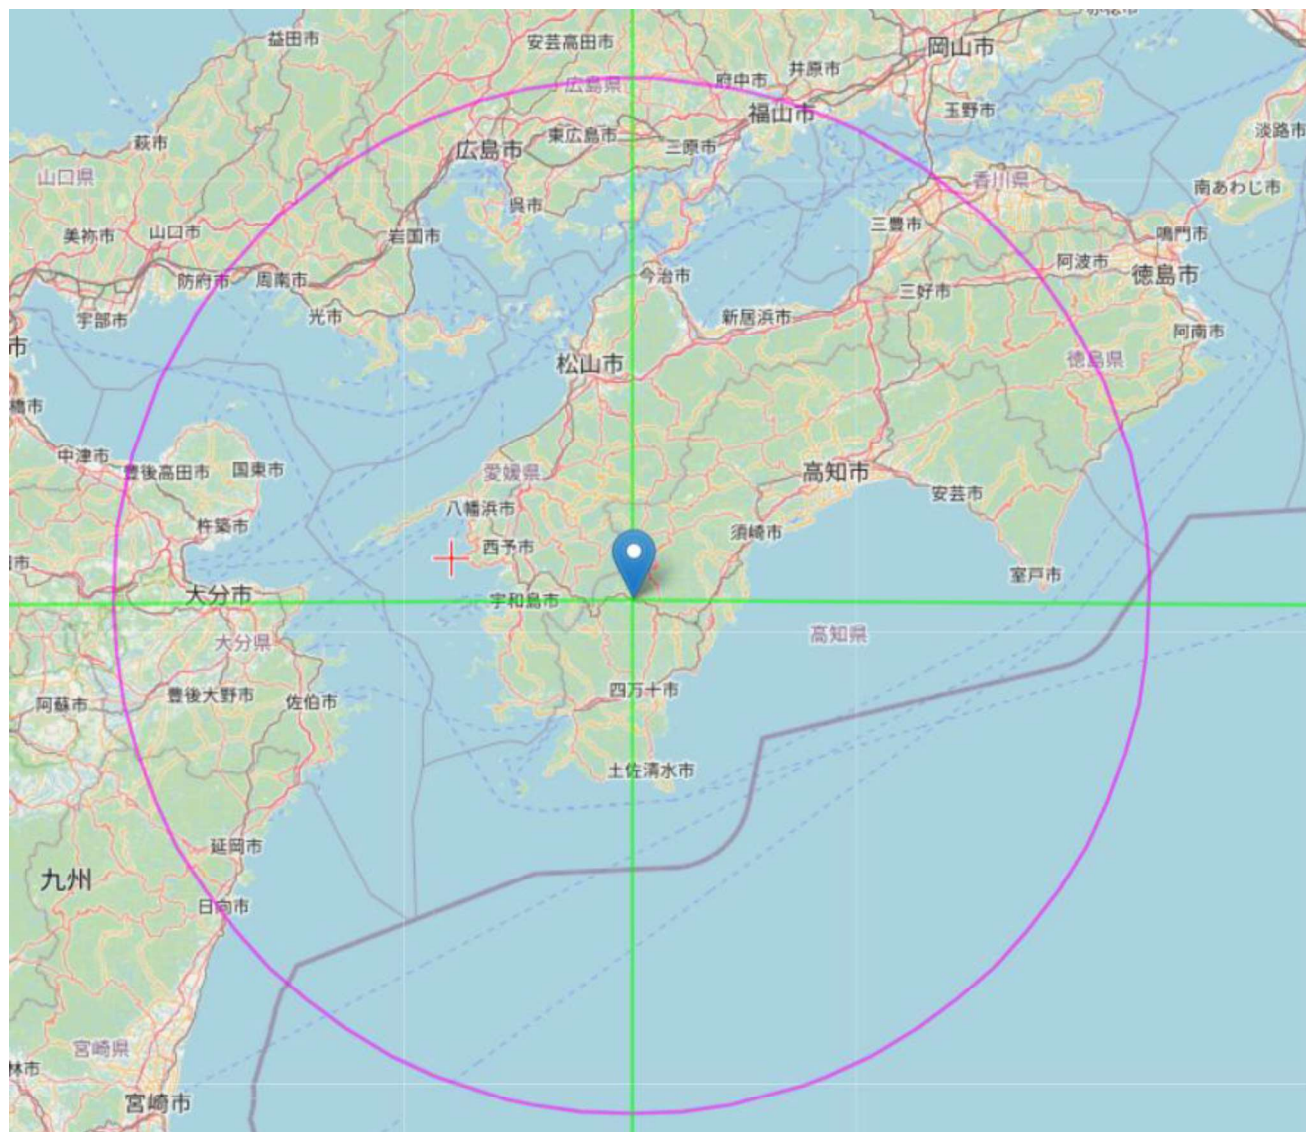 益田市
安芸高田市
岡山市
広島県
府中市
井原市
福山市
玉野市
萩市
広島市
東広島市
三原市
淡路市
山口県
香川県
南あわじ市
呉市
三豊市
美祢市
山口市
岩国市
鳴門市
防府市
周南市
今治市
阿波市
徳島市
三好市
宇部市
光市
新居浜市
阿南市
市
松山市
徳島県
橋市
中津市
豊後高田市
国東市
愛媛県
高知市
安芸市
八幡浜市
杵築市
西予市
須崎市
市
室戸市
大分市
宇和島市
大分県
高知県
豊後大野市
佐伯市
四万十市
阿蘇市
土佐清水市
延岡市
九州
日向市
宮崎県
林市
宮崎市